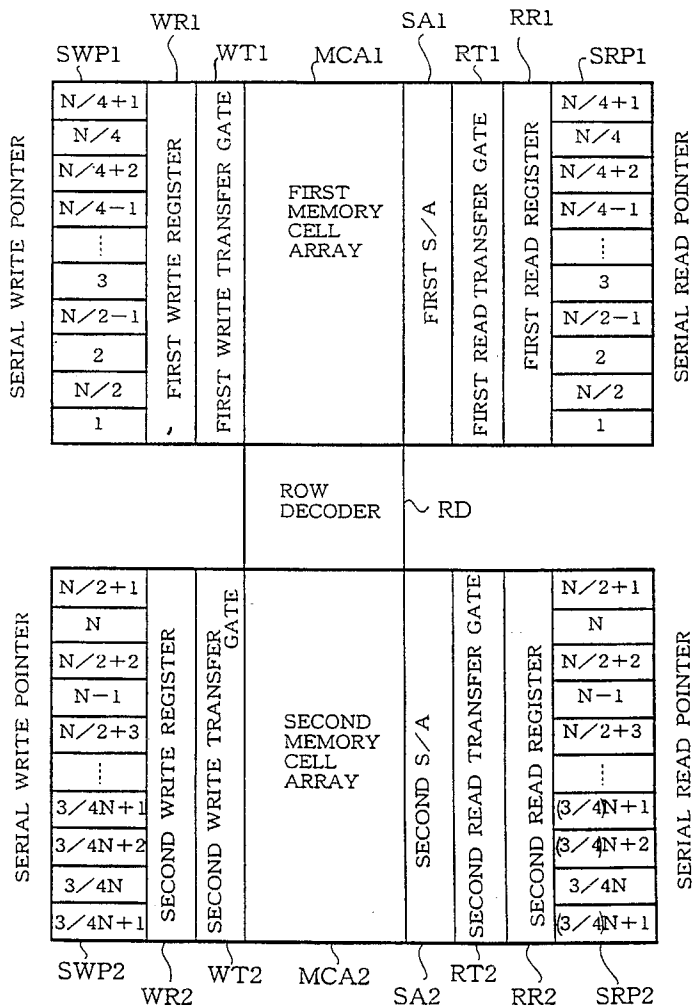 WR1
SA1
RR1
SWP1
WT1
MCA1
RT1
SRP1
SERIAL WRITE POINTER
N/4+1
N/4
N/4+2
N/4-1
3
N/2-1
2
N/2
1
FIRST WRITE REGISTER
FIRST WRITE TRANSFER GATE
FIRST
MEMORY
CELL
ARRAY
FIRST S/A
FIRST READ TRANSFER GATE
FIRST READ REGISTER
N/4+1
N/4
N/4+2
N/4-1
3
N/2-1
2
N/2
1
SERIAL READ POINTER
ROW
DECODER
RD
SERIAL WRITE POINTER
N/2+1
N
N/2+2
N-1
N/2+3
3/4N+1
3/4N+2
3/4N
3/4N+1
SECOND WRITE REGISTER
SECOND WRITE TRANSFER
GATE
SECOND
MEMORY
CELL
ARRAY
SECOND S/A
SECOND READ TRANSFER GATE
SECOND READ REGISTER
N/2+1
N
N/2+2
N-1
N/2+3
(3/4)N+1
(3/4)N+2
3/4N
(3/4)N+1
SERIAL READ POINTER
SWP2
WT2
MCA2
RT2
SRP2
WR2
SA2
RR2